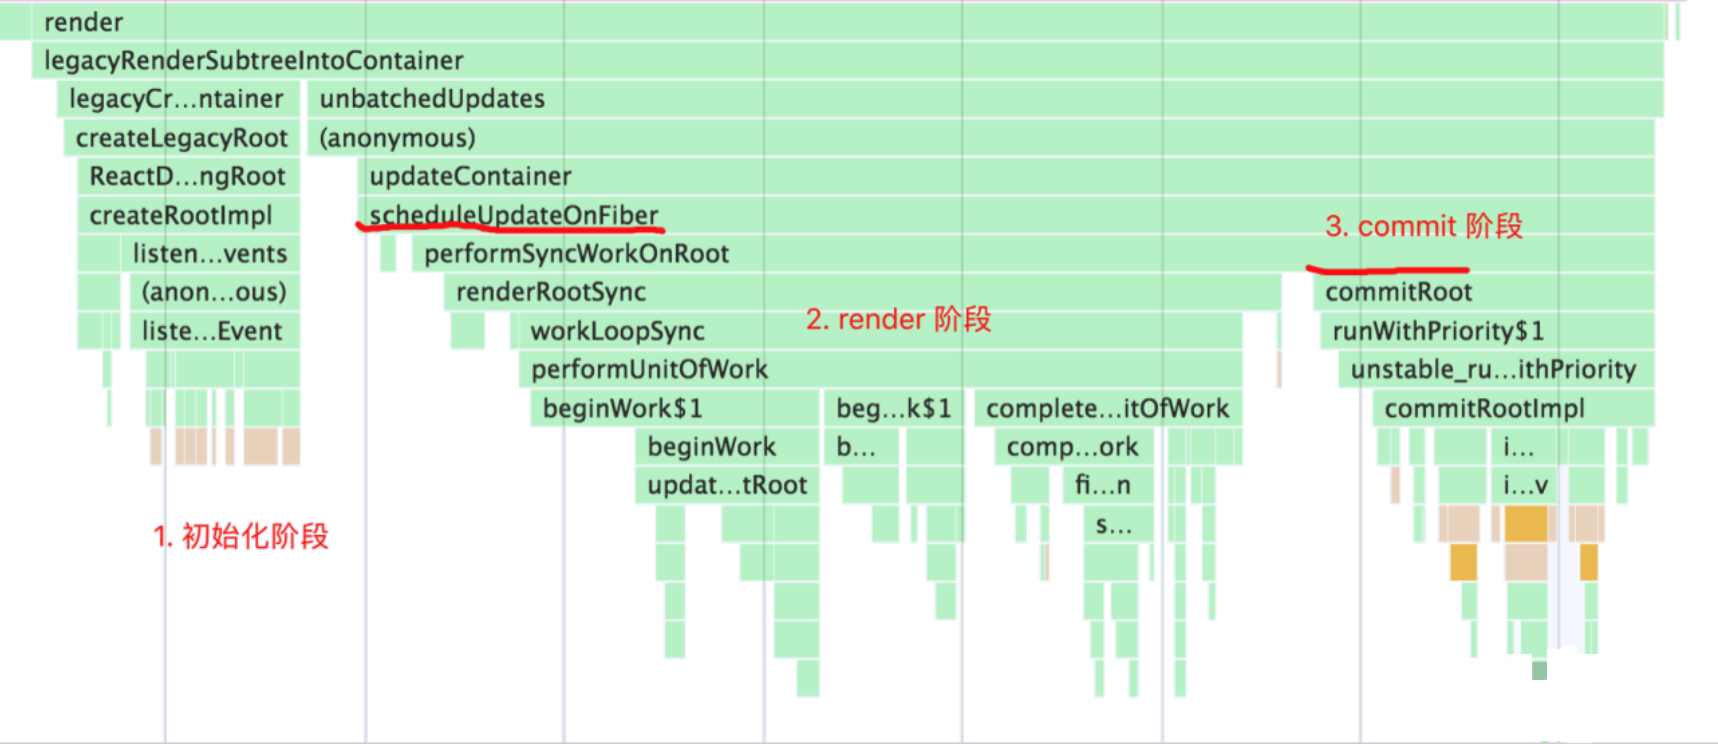 render
legacyRenderSubtreeIntoContainer
legacyCr...ntainer unbatchedUpdates
createLegacyRoot (anonymous)
ReactD...ngRoot updateContainer
createRootImpl scheduleUpdateOnFiber 3. commit 阶段
listen...vents performSyncWorkOnRoot
(anon...ous) renderRootSync commitRoot
2. render 阶段
liste...Event workLoopSync runWithPriority$1
performUnitOfWork unstable_ru...ithPriority
beginWork$1 beg...k$1 complete...itOfWork commitRootImpl
beginWork b... comp...ork i...
updat...tRoot fi...n i...v
s...
1. 初始化阶段